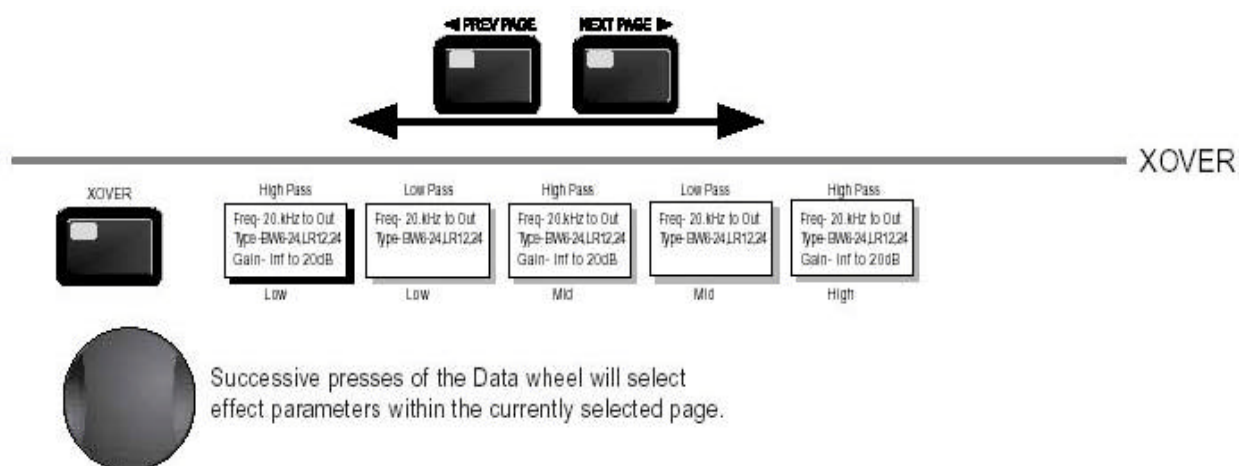 ◄ PREV PAGE NEXT PAGE ►
XOVER
XOVER
High Pass
Freq- 20.kHz to Out
Type-BW6-24,LR12,24
Gain- Inf to 20dB
Low
Low Pass
Freq- 20.kHz to Out
Type-BW6-24,LR12,24
Low
High Pass
Freq- 20.kHz to Out
Type-BW6-24,LR12,24
Gain- Inf to 20dB
Mid
Low Pass
Freq- 20.kHz to Out
Type-BW6-24,LR12,24
Mid
High Pass
Freq- 20.kHz to Out
Type-BW6-24,LR12,24
Gain- Inf to 20dB
High
Successive presses of the Data wheel will select
effect parameters within the currently selected page.